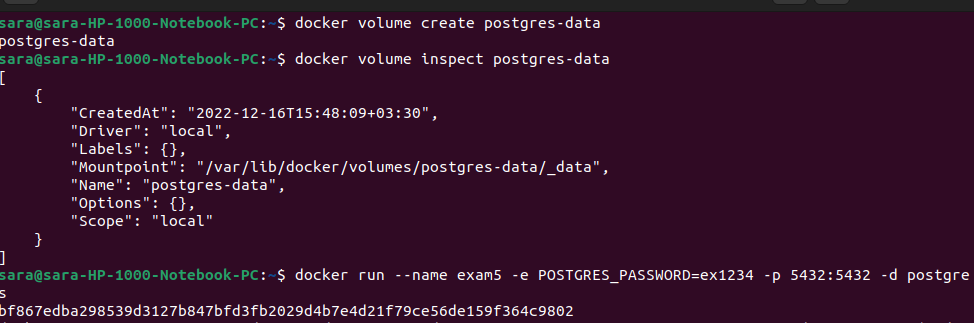 sara@sara-HP-1000-Notebook-PC:~$ docker volume create postgres-data
postgres-data
sara@sara-HP-1000-Notebook-PC:~$ docker volume inspect postgres-data
[
    {
        "CreatedAt": "2022-12-16T15:48:09+03:30",
        "Driver": "local",
        "Labels": {},
        "Mountpoint": "/var/lib/docker/volumes/postgres-data/_data",
        "Name": "postgres-data",
        "Options": {},
        "Scope": "local"
    }
]
sara@sara-HP-1000-Notebook-PC:~$ docker run --name exam5 -e POSTGRES_PASSWORD=ex1234 -p 5432:5432 -d postgre
s
bf867edba298539d3127b847bfd3fb2029d4b7e4d21f79ce56de159f364c9802